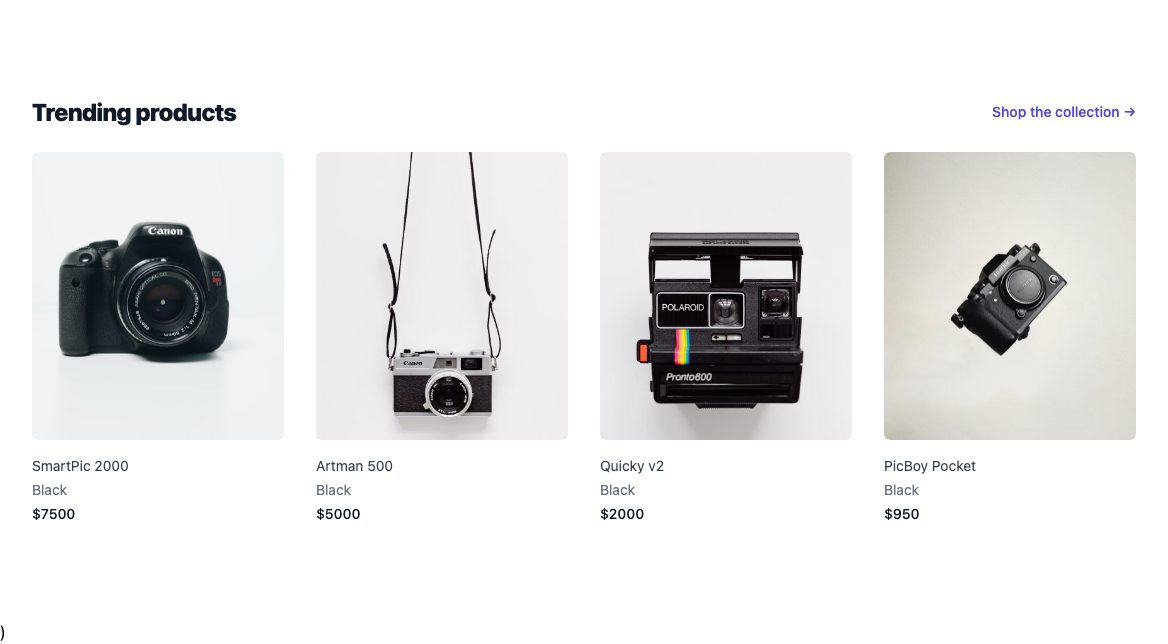 Trending products
Shop the collection →
Canon
EOS
Canon
POLAROID
Pronto600
SmartPic 2000
Artman 500
Quicky v2
PicBoy Pocket
Black
Black
Black
Black
$7500
$5000
$2000
$950
)